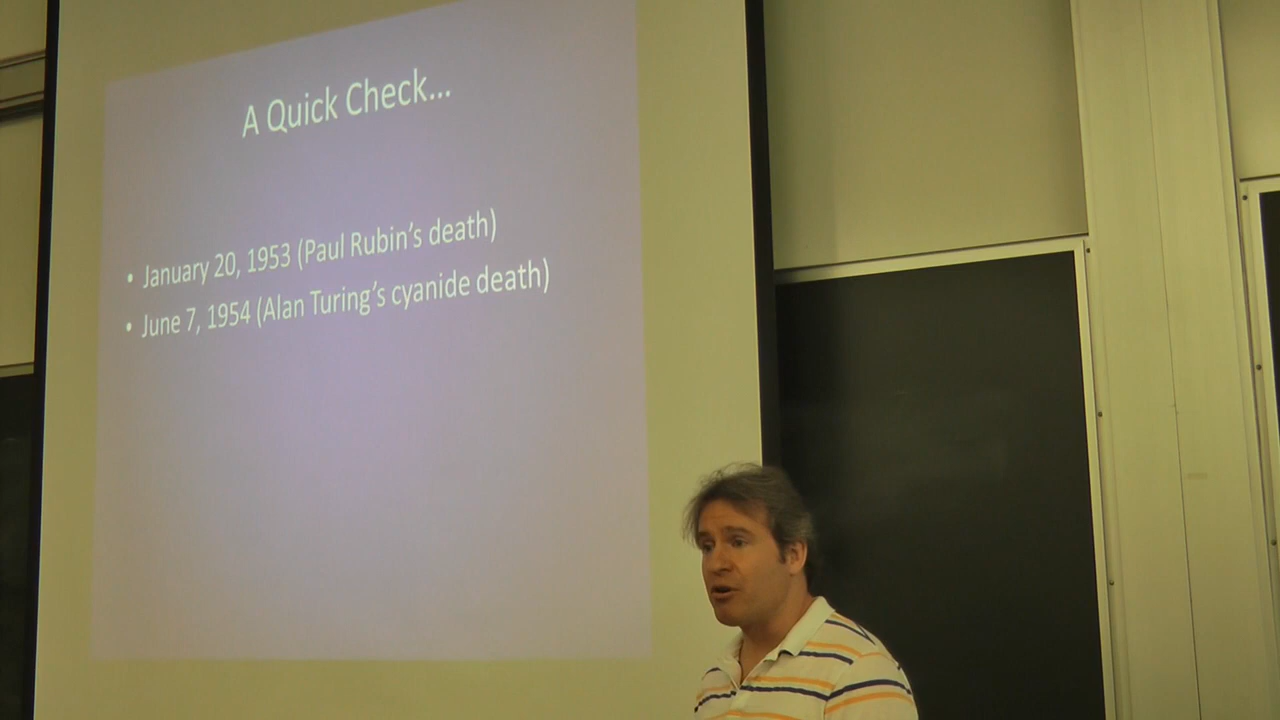 A Quick Check...
• January 20, 1953 (Paul Rubin's death)
• June 7, 1954 (Alan Turing's cyanide death)